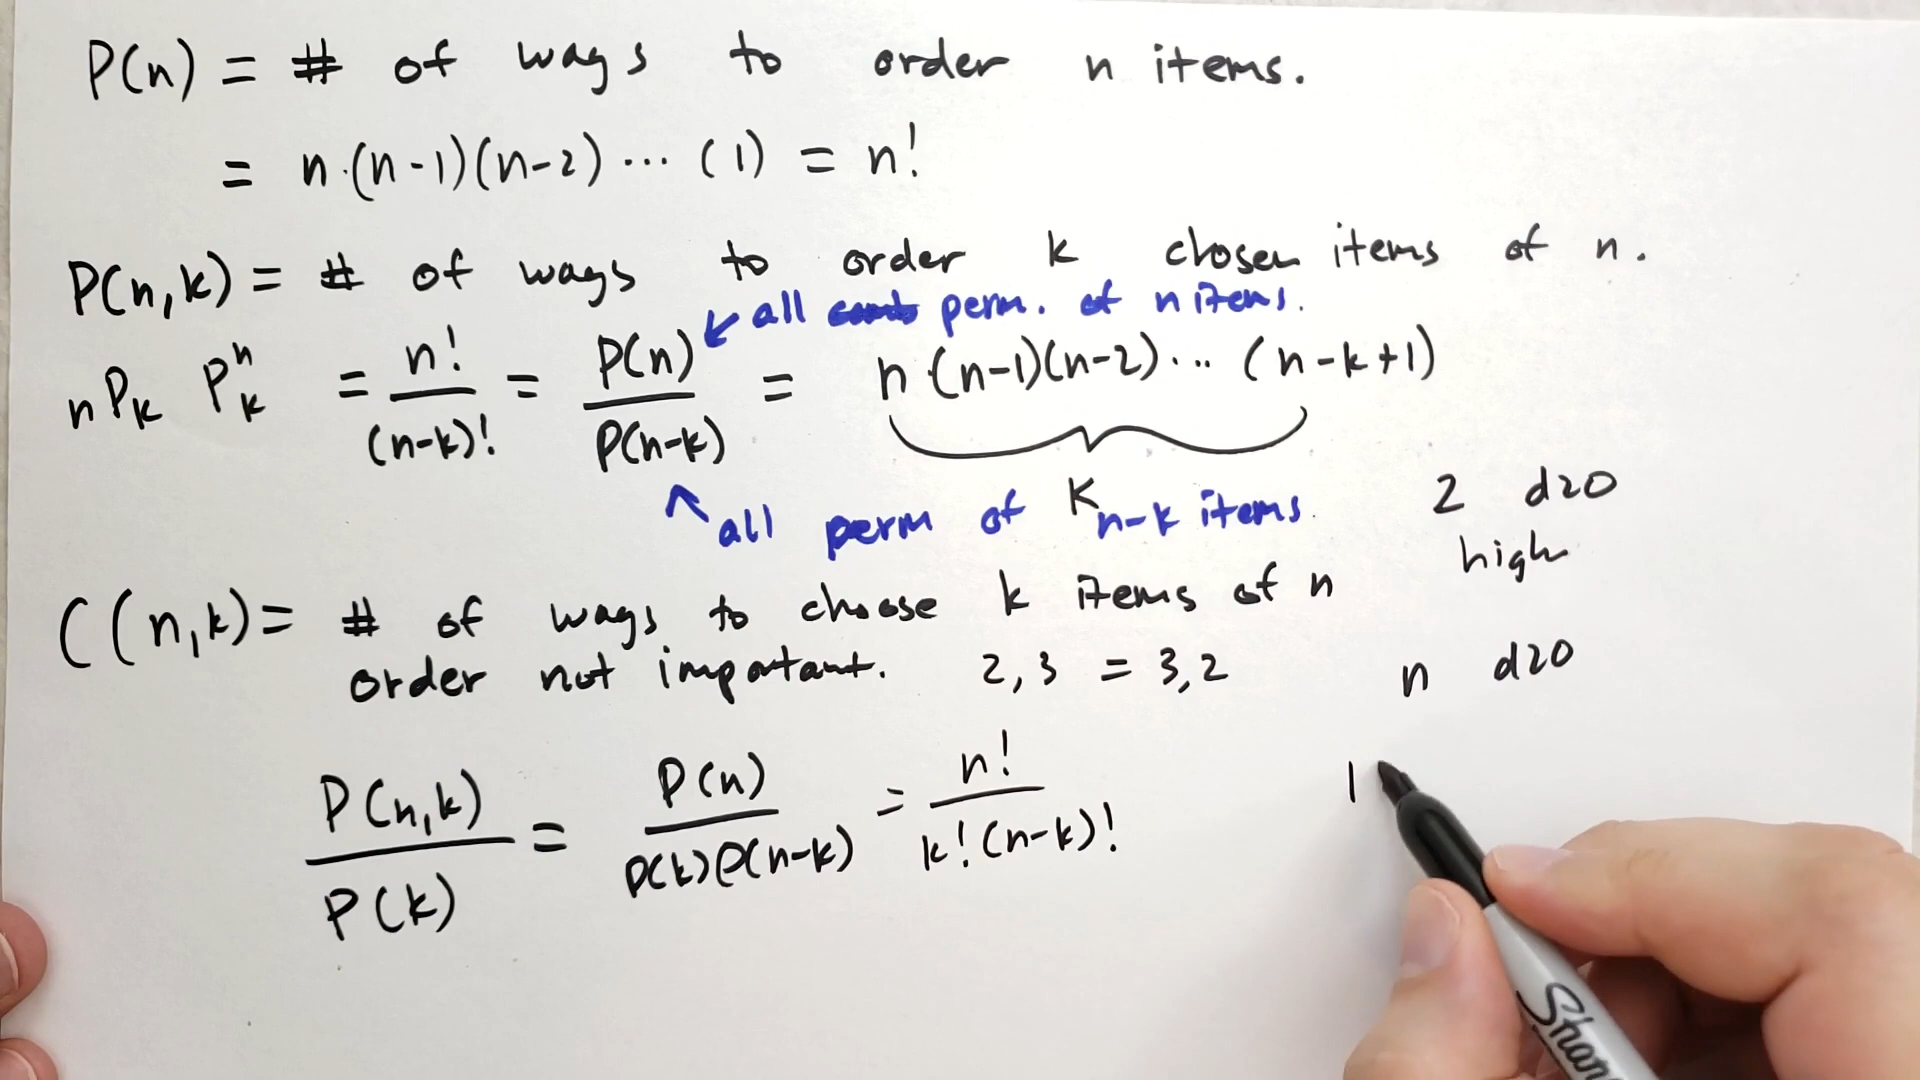 P(n) = # of ways to order n items.
= n·(n-1)(n-2)···(1) = n!
P(n,k) = # of ways to order k chosen items of n.
all perm. of n items.
nPk P^n_k = n!/(n-k)! = P(n)/P(n-k) = n·(n-1)(n-2)···(n-k+1)
K
all perm of n-k items.
2 d20
high
C(n,k) = # of ways to choose k items of n
order not important. 2,3 = 3,2
n d20
P(n,k)/P(k) = P(n)/P(k)P(n-k) = n!/k!(n-k)!
1
Shar